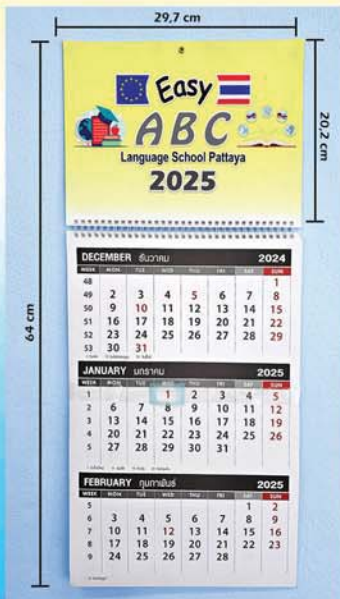 29,7 cm
20,2 cm
64 cm
Easy
ABC
Language School Pattaya
2025
DECEMBER ธันวาคม 2024
WEEK MON TUE WED THU FRI SAT SUN
48 1
49 2 3 4 5 6 7 8
50 9 10 11 12 13 14 15
51 16 17 18 19 20 21 22
52 23 24 25 26 27 28 29
53 30 31
JANUARY มกราคม 2025
WEEK MON TUE WED THU FRI SAT SUN
1 1 2 3 4 5
2 6 7 8 9 10 11 12
3 13 14 15 16 17 18 19
4 20 21 22 23 24 25 26
5 27 28 29 30 31
FEBRUARY กุมภาพันธ์ 2025
WEEK MON TUE WED THU FRI SAT SUN
5 1 2
6 3 4 5 6 7 8 9
7 10 11 12 13 14 15 16
8 17 18 19 20 21 22 23
9 24 25 26 27 28